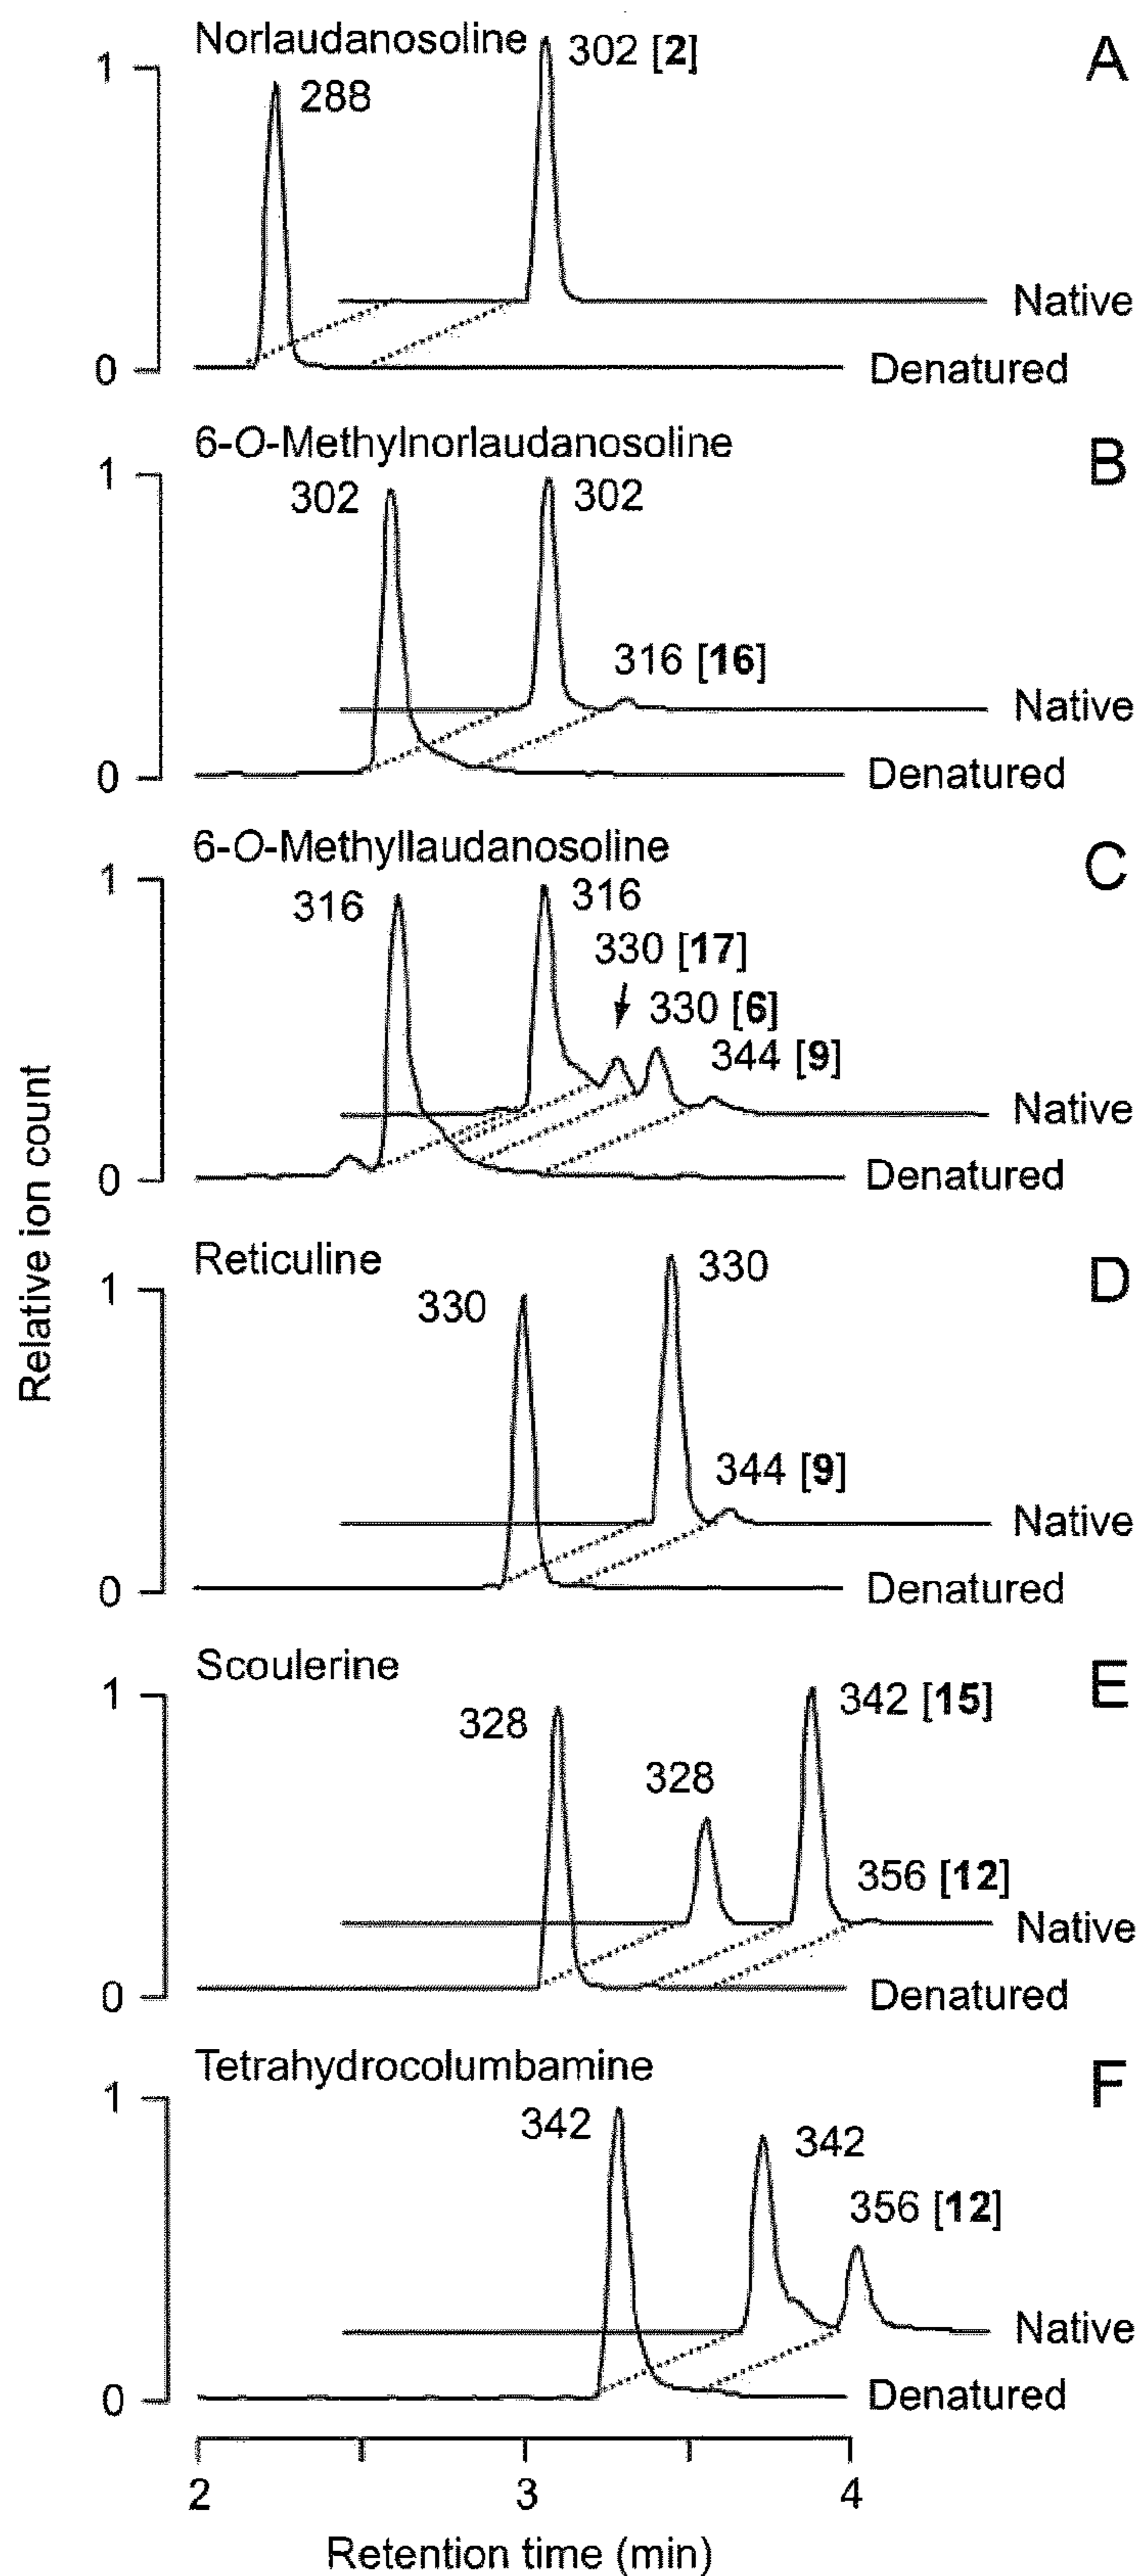 Norlaudanosoline
302 [2]
A
1
288
Native
0
Denatured
6-O-Methylnorlaudanosoline
B
1
302
302
316 [16]
Native
0
Denatured
6-O-Methyllaudanosoline
C
1
316
316
330 [17]
330 [6]
344 [9]
Native
0
Denatured
Relative ion count
Reticuline
D
1
330
330
344 [9]
Native
0
Denatured
Scoulerine
E
1
328
342 [15]
328
356 [12]
Native
0
Denatured
Tetrahydrocolumbamine
F
1
342
342
356 [12]
Native
0
Denatured
2 3 4
Retention time (min)